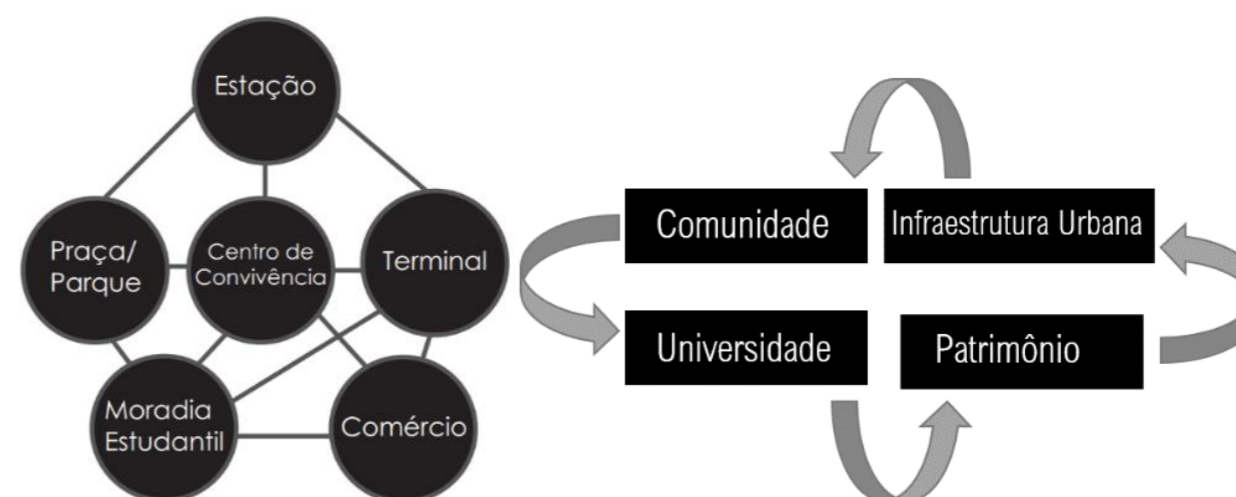 Estação
Praça/
Parque
Centro de
Convivência
Terminal
Moradia
Estudantil
Comércio
Comunidade
Infraestrutura Urbana
Universidade
Patrimônio